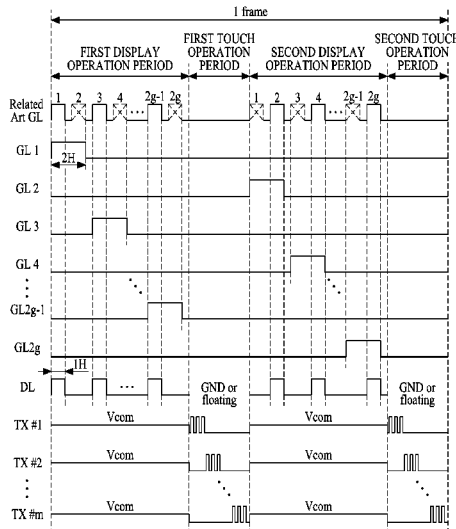 1 frame
FIRST DISPLAY OPERATION PERIOD
FIRST TOUCH OPERATION PERIOD
SECOND DISPLAY OPERATION PERIOD
SECOND TOUCH OPERATION PERIOD
Related Art GL
1 2 3 4 ... 2g-1 2g
1 2 3 4 ... 2g-1 2g
GL 1
2H
GL 2
GL 3
GL 4
GL2g-1
GL2g
1H
DL
...
GND or floating
...
GND or floating
TX #1 Vcom Vcom
TX #2 Vcom Vcom
TX #m Vcom Vcom